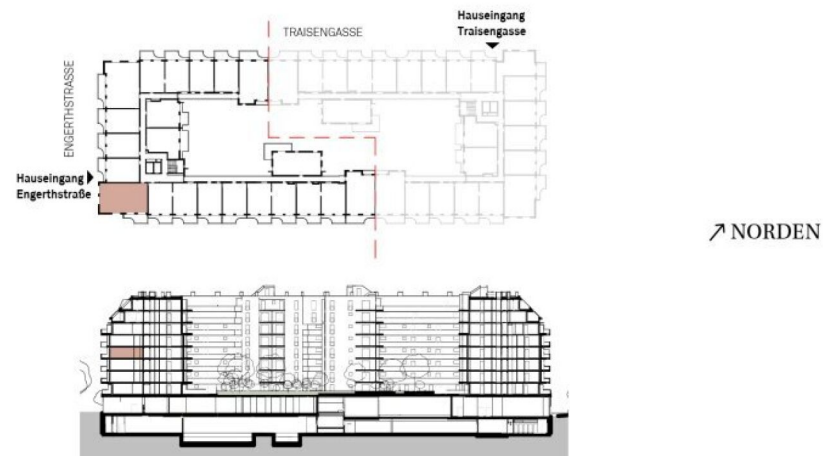 Hauseingang
Traisengasse
TRAISENGASSE
ENGERTHSTRASSE
Hauseingang
Engerthstraße
NORDEN